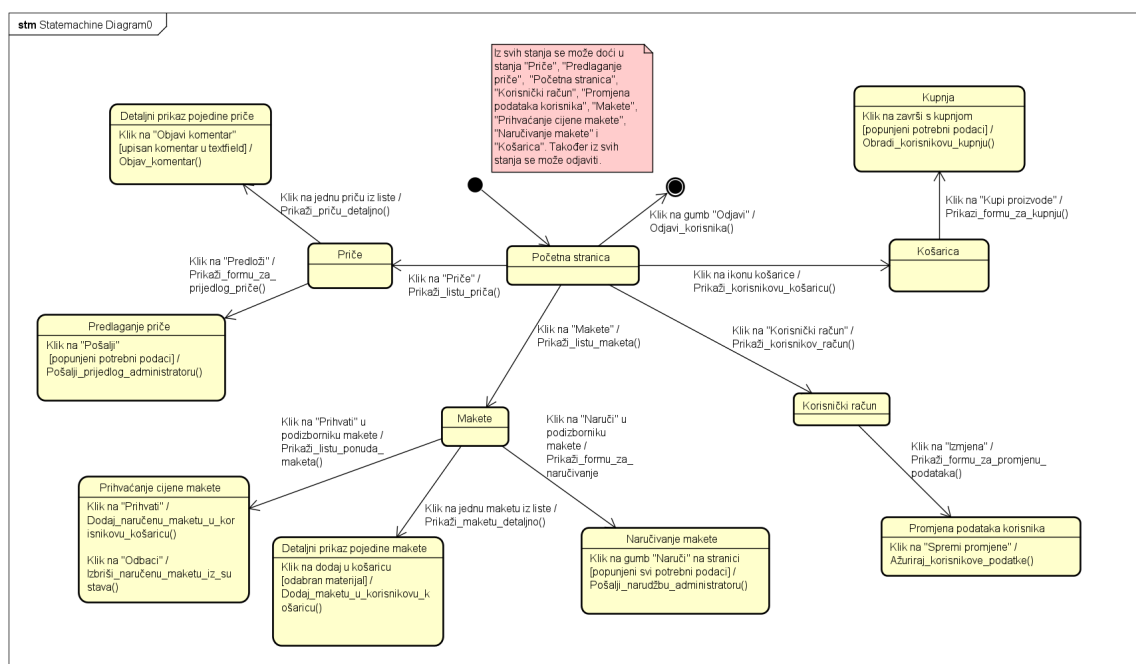 stm Statemachine Diagram0
Iz svih stanja se može doći u
stanja "Priče", "Predlaganje
priče", "Početna stranica",
"Korisnički račun", "Promjena
podataka korisnika", "Makete",
"Prihvaćanje cijene makete",
"Naručivanje makete" i
"Košarica". Također iz svih
stanja se može odjaviti.
Detaljni prikaz pojedine priče
Klik na "Objavi komentar"
[upisan komentar u textfield] /
Objav_komentar()
Kupnja
Klik na završi s kupnjom
[popunjeni potrebni podaci] /
Obradi_korisnikovu_kupnju()
Klik na jednu priču iz liste /
Prikaži_priču_detaljno()
Klik na gumb "Odjavi" /
Odjavi_korisnika()
Klik na "Kupi proizvode" /
Prikazi_formu_za_kupnju()
Priče
Početna stranica
Košarica
Klik na "Predloži" /
Prikaži_formu_za_
prijedlog_priče()
Klik na "Priče" /
Prikaži_listu_priča()
Klik na ikonu košarice /
Prikaži_korisnikovu_košaricu()
Predlaganje priče
Klik na "Pošalji"
[popunjeni potrebni podaci] /
Pošalji_prijedlog_administratoru()
Klik na "Makete" /
Prikaži_listu_maketa()
Klik na "Korisnički račun" /
Prikaži_korisnikov_račun()
Makete
Korisnički račun
Klik na "Prihvati" u
podizborniku makete /
Prikaži_listu_ponuda_
maketa()
Klik na "Naruči" u
podizborniku
makete /
Prikaži_formu_za_
naručivanje
Klik na "Izmjena" /
Prikaži_formu_za_promjenu_
podataka()
Prihvaćanje cijene makete
Klik na "Prihvati" /
Dodaj_naručenu_maketu_u_kor
isnikovu_košaricu()
Klik na "Odbaci" /
Izbriši_naručenu_maketu_iz_su
stava()
Klik na jednu maketu iz liste /
Prikaži_maketu_detaljno()
Detaljni prikaz pojedine makete
Klik na dodaj u košaricu
[odabran materijal] /
Dodaj_maketu_u_korisnikovu_k
ošaricu()
Naručivanje makete
Klik na gumb "Naruči" na stranici
[popunjeni svi potrebni podaci] /
Pošalji_narudžbu_administratoru()
Promjena podataka korisnika
Klik na "Spremi promjene" /
Ažuriraj_korisnikove_podatke()